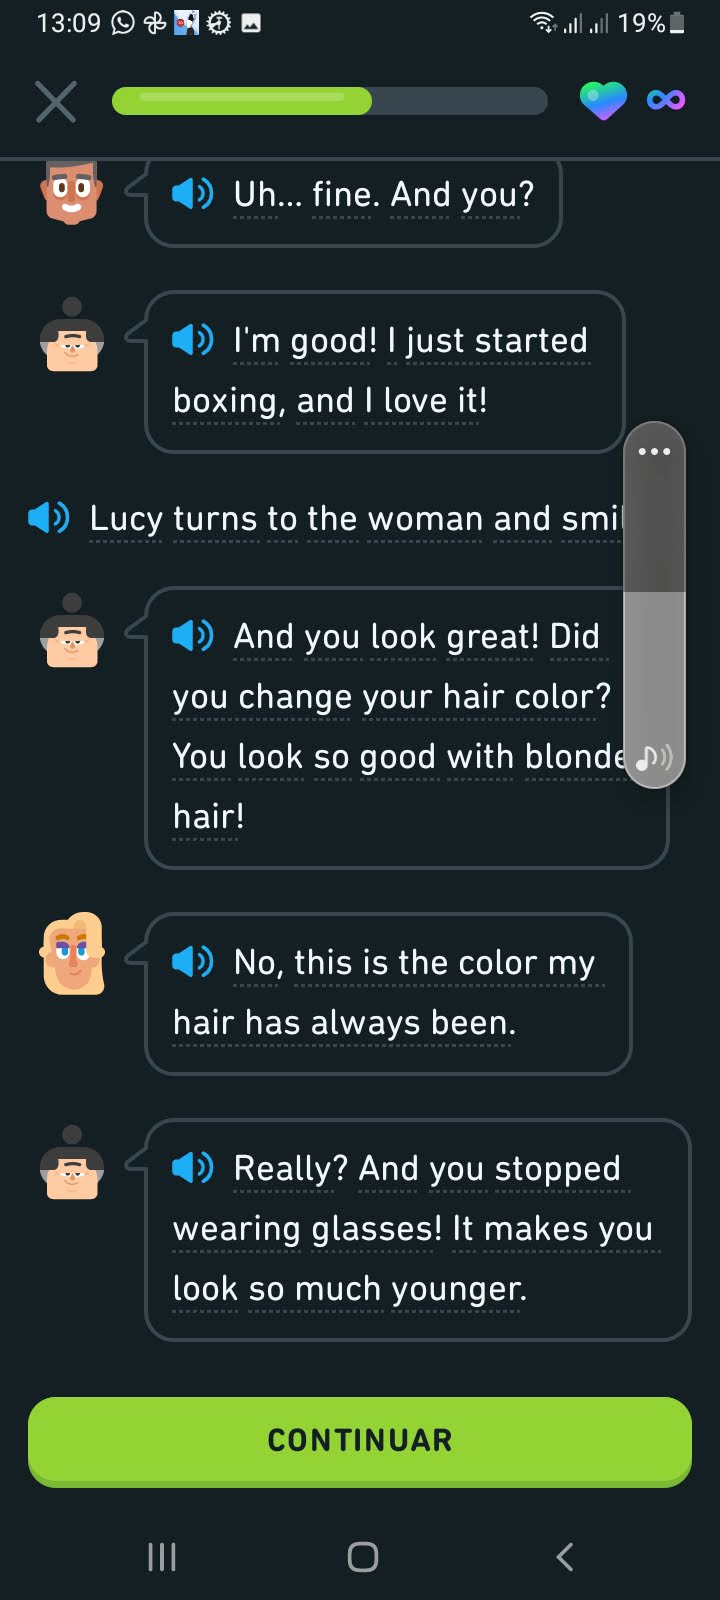 13:09
19%
Uh... fine. And you?
I'm good! I just started
boxing, and I love it!
Lucy turns to the woman and
And you look great! Did
you change your hair color?
You look so good with blonde
hair!
No, this is the color my
hair has always been.
Really? And you stopped
wearing glasses! It makes you
look so much younger.
CONTINUAR